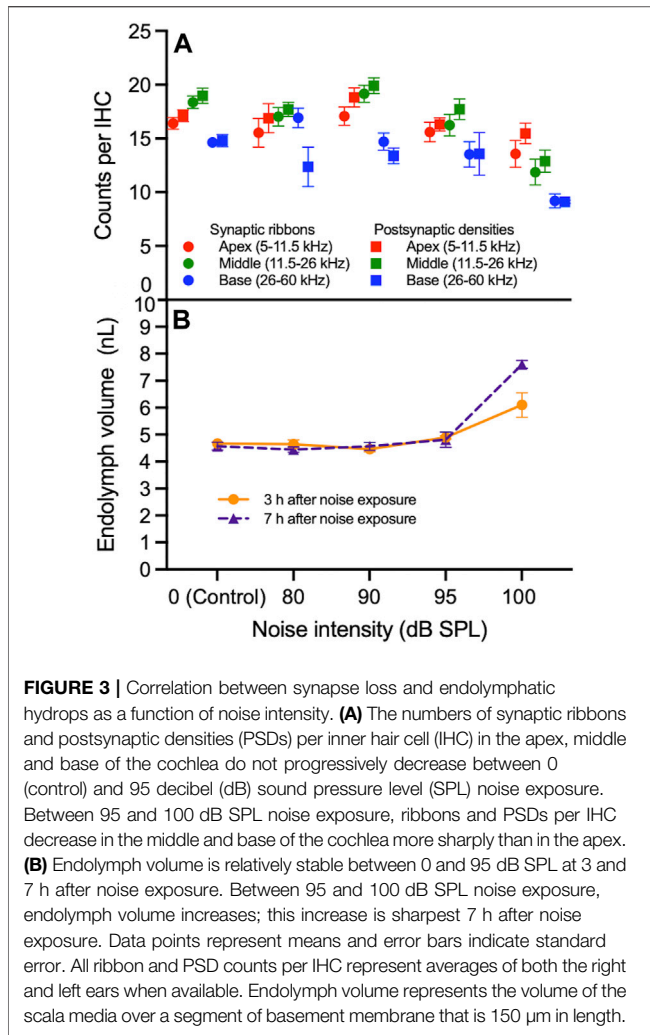 25
A
20
15
10
5
0
Counts per IHC
Synaptic ribbons Postsynaptic densities
Apex (5-11.5 kHz) Apex (5-11.5 kHz)
Middle (11.5-26 kHz) Middle (11.5-26 kHz)
Base (26-60 kHz) Base (26-60 kHz)
10
B
9
8
7
6
5
4
3
2
1
0
Endolymph volume (nL)
3 h after noise exposure
7 h after noise exposure
0 (Control) 80 90 95 100
Noise intensity (dB SPL)
FIGURE 3 | Correlation between synapse loss and endolymphatic
hydrops as a function of noise intensity. (A) The numbers of synaptic ribbons
and postsynaptic densities (PSDs) per inner hair cell (IHC) in the apex, middle
and base of the cochlea do not progressively decrease between 0
(control) and 95 decibel (dB) sound pressure level (SPL) noise exposure.
Between 95 and 100 dB SPL noise exposure, ribbons and PSDs per IHC
decrease in the middle and base of the cochlea more sharply than in the apex.
(B) Endolymph volume is relatively stable between 0 and 95 dB SPL at 3 and
7 h after noise exposure. Between 95 and 100 dB SPL noise exposure,
endolymph volume increases; this increase is sharpest 7 h after noise
exposure. Data points represent means and error bars indicate standard
error. All ribbon and PSD counts per IHC represent averages of both the right
and left ears when available. Endolymph volume represents the volume of the
scala media over a segment of basement membrane that is 150 μm in length.